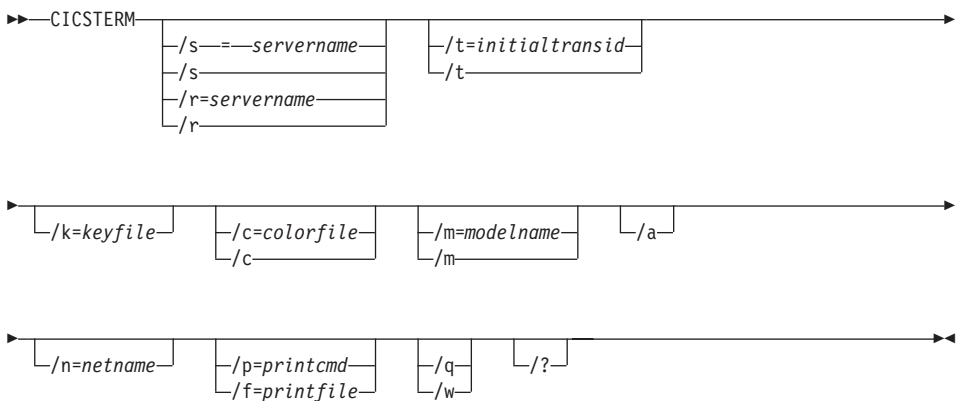 CICSTERM
/s = servername /t=initialtransid
/s /t
/r=servername
/r
/k=keyfile /c=colorfile /m=modelname /a
/c /m
/n=netname /p=printcmd /q /?
/f=printfile /w